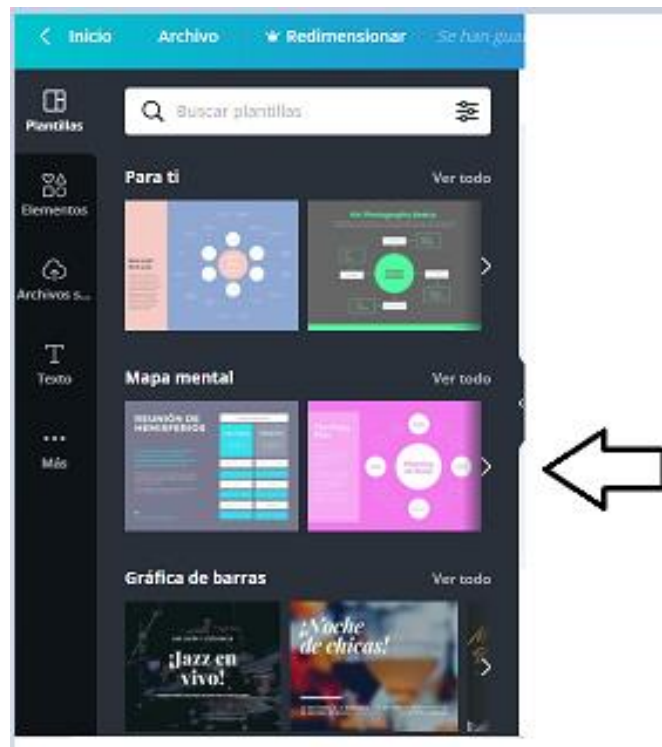 Inicio Archivo Redimensionar Se han gua
Plantillas
Buscar plantillas
Elementos
Archivos s...
Texto
Más
Para ti Ver todo
Mapa mental Ver todo
REUNIÓN DE
HEMISFERIOS
Gráfica de barras Ver todo
¡Jazz en
vivo!
¡Noche
de chicas!